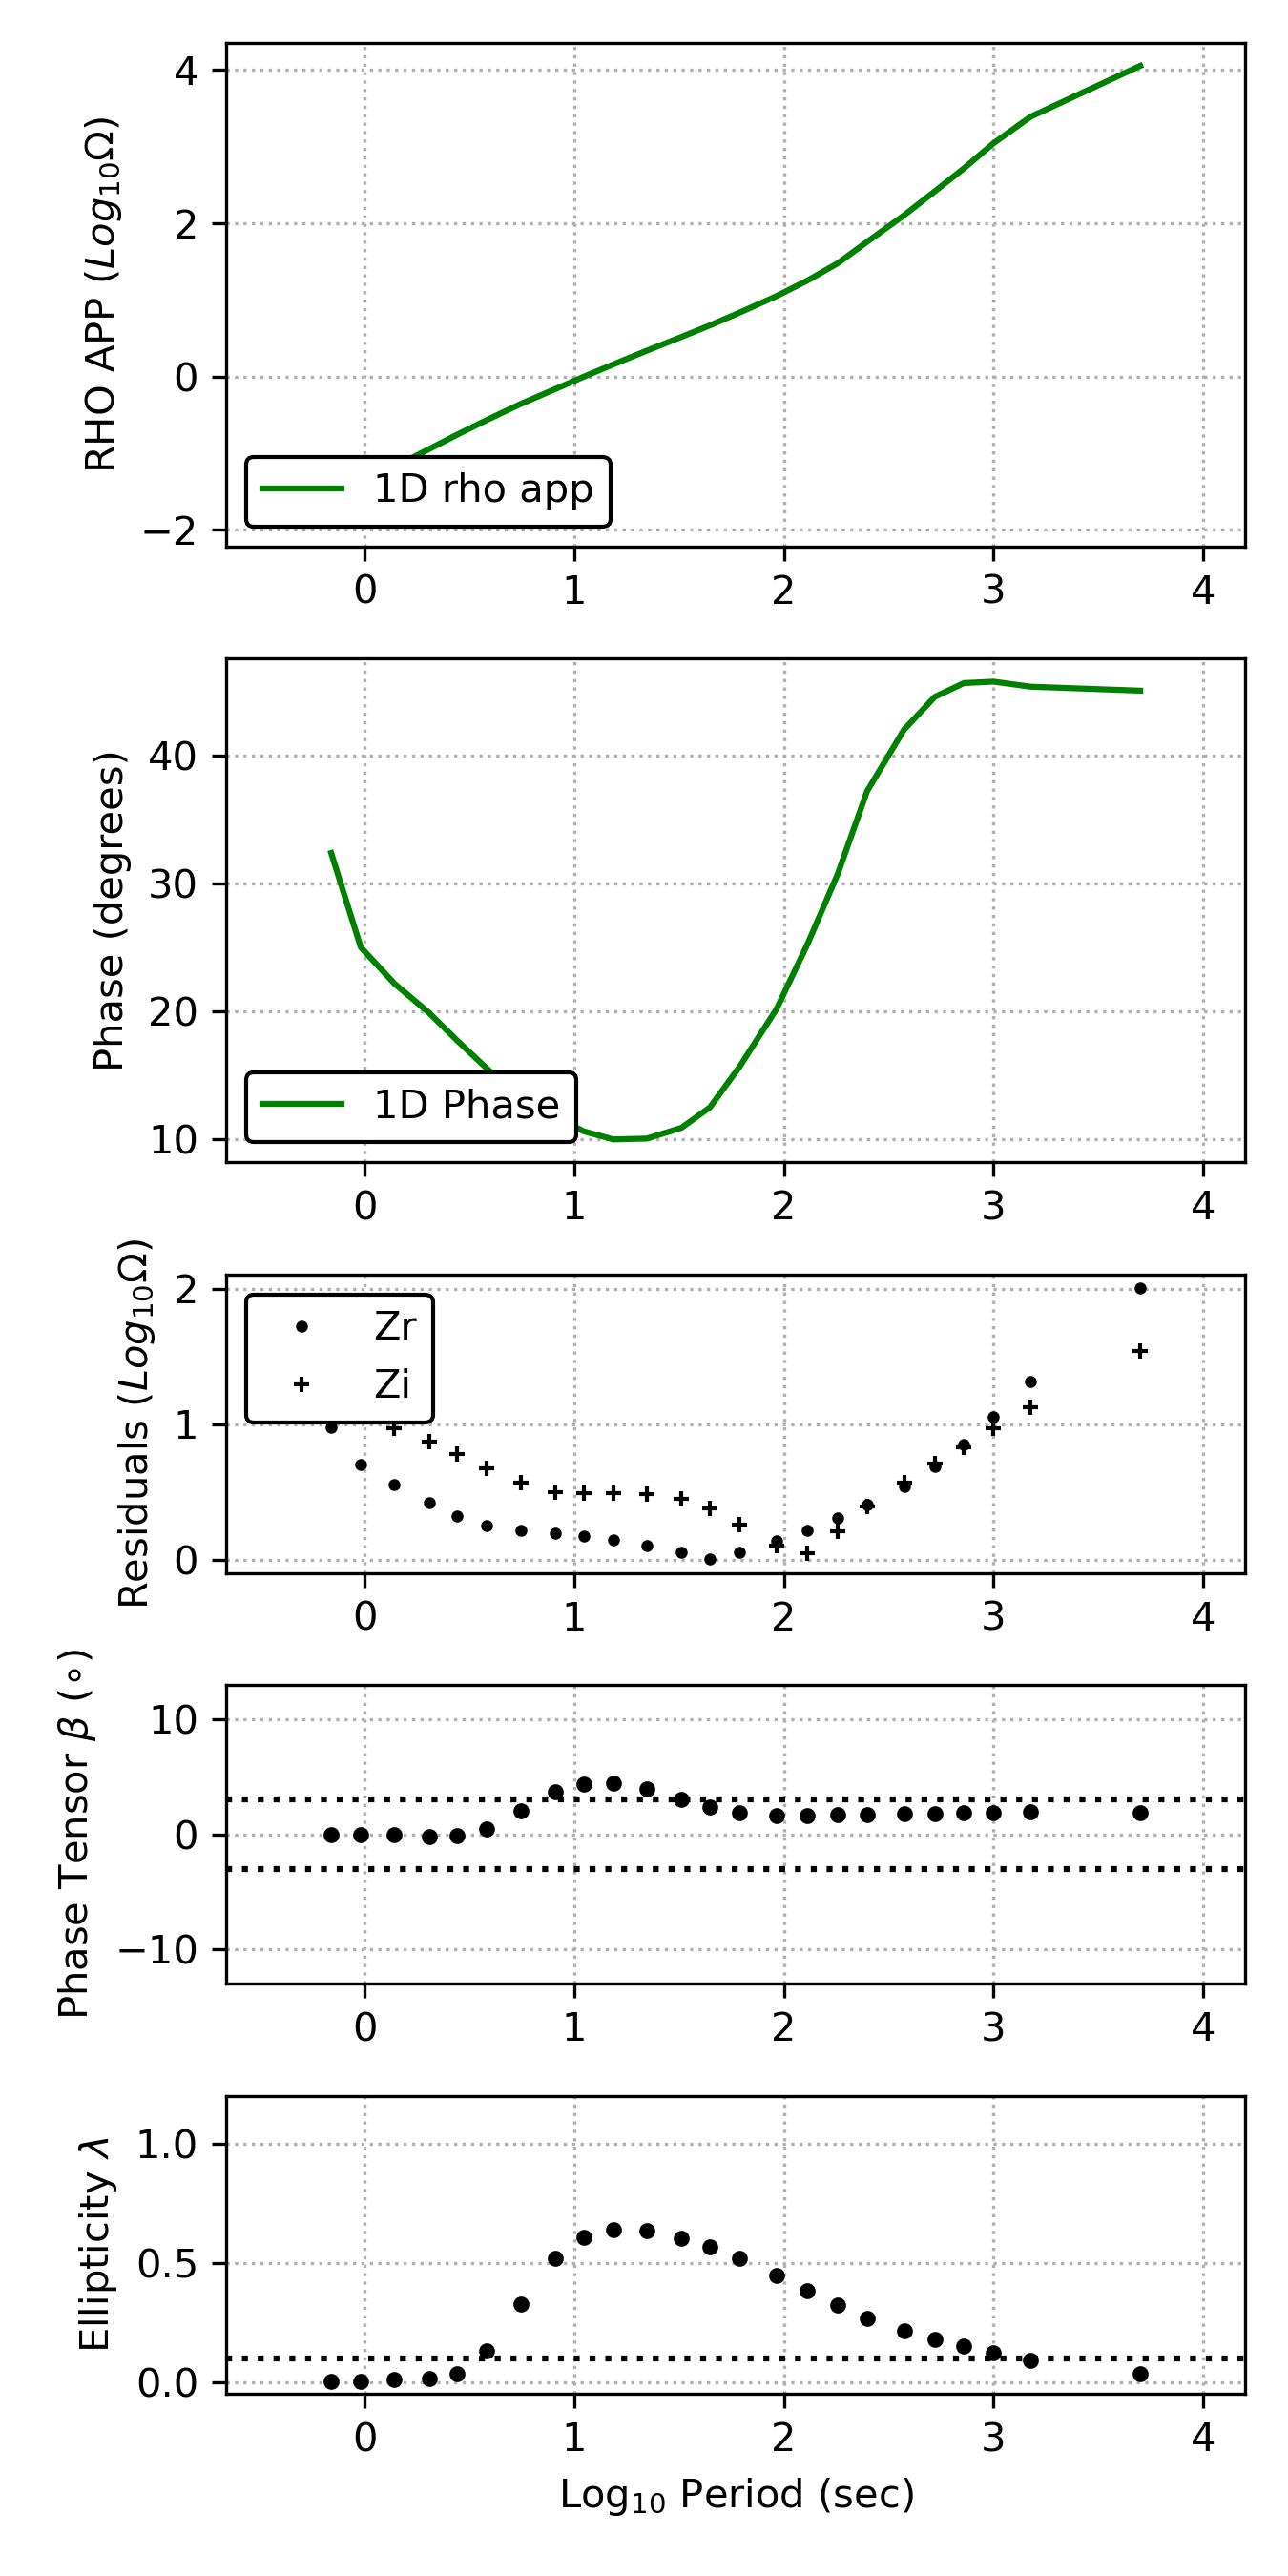 RHO APP (Log10Ω)
4
2
0
−2
1D rho app
0 1 2 3 4
Phase (degrees)
40
30
20
10
1D Phase
0 1 2 3 4
Residuals (Log10Ω)
2
1
0
Zr
Zi
0 1 2 3 4
Phase Tensor β (∘)
10
0
−10
0 1 2 3 4
Ellipticity λ
1.0
0.5
0.0
0 1 2 3 4
Log10 Period (sec)